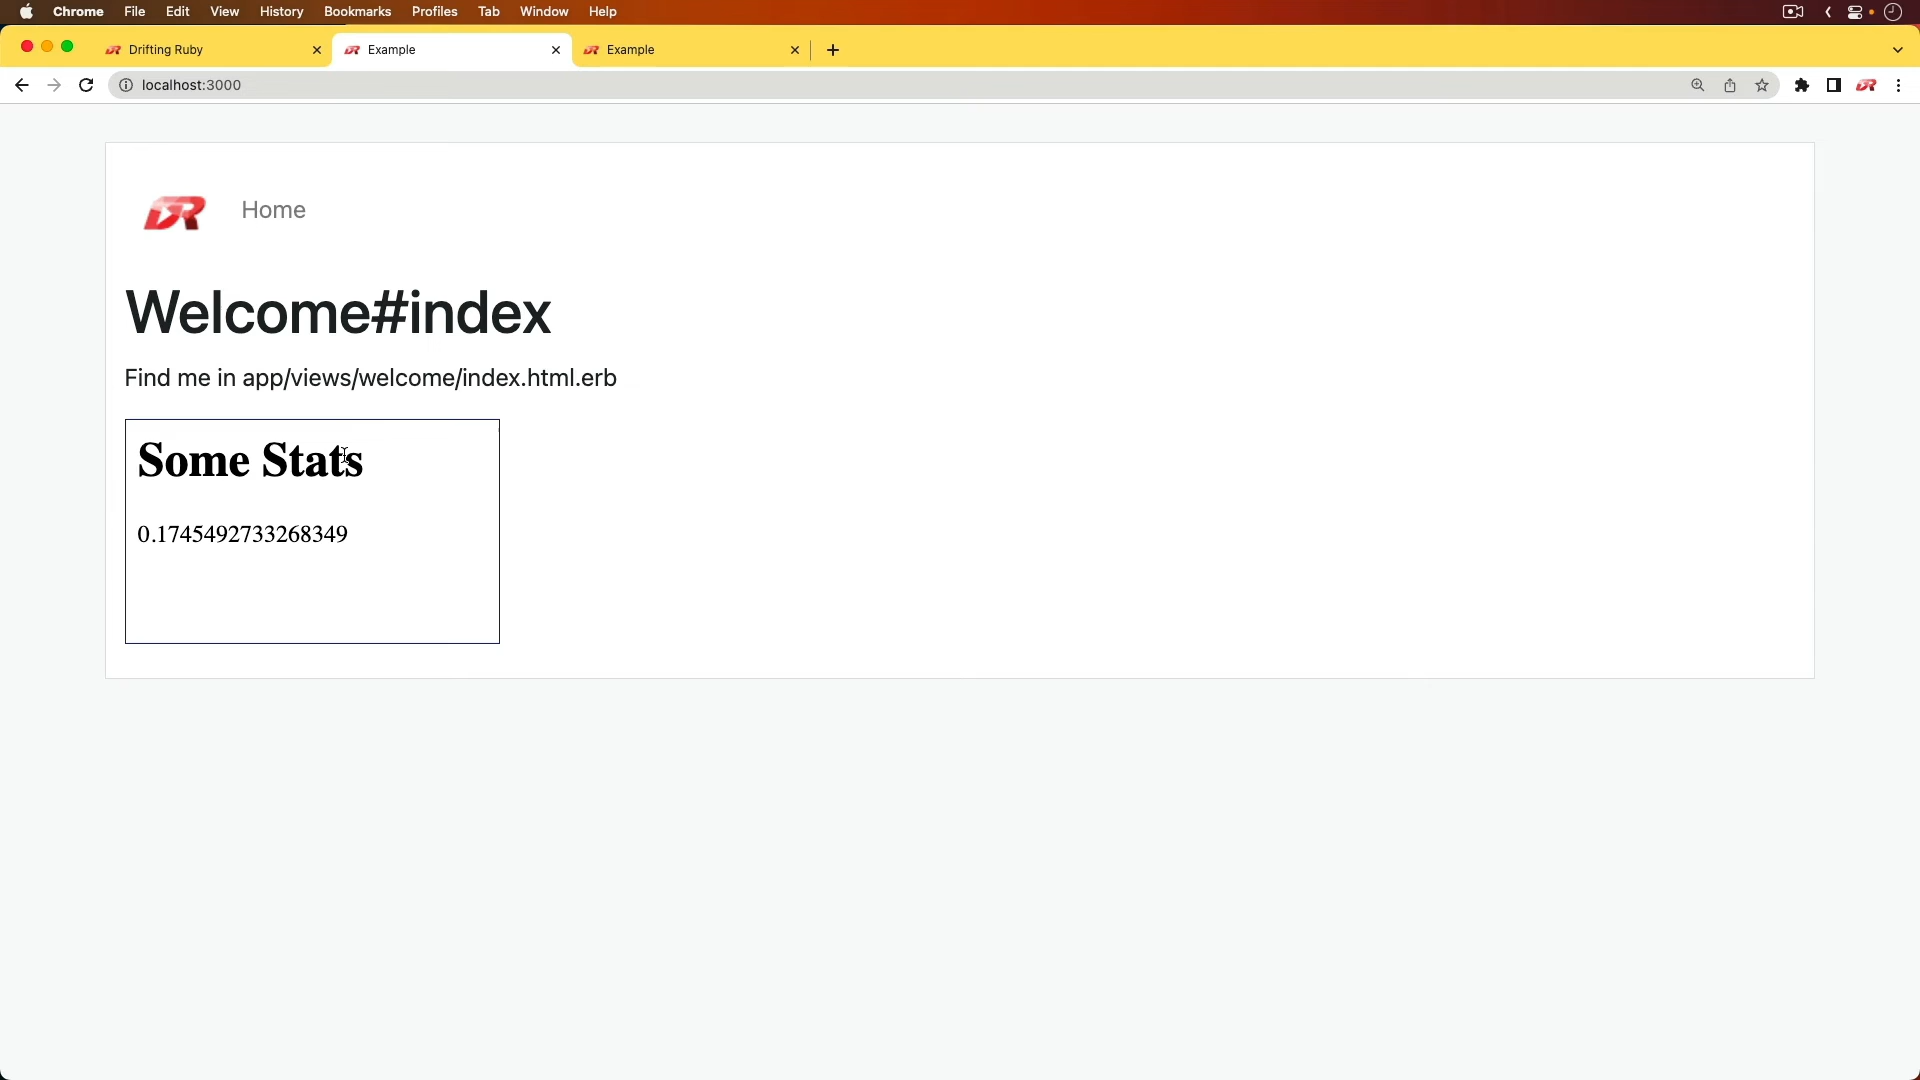 Chrome File Edit View History Bookmarks Profiles Tab Window Help
Drifting Ruby Example Example
localhost:3000
DR Home
Welcome#index
Find me in app/views/welcome/index.html.erb
Some Stats
0.1745492733268349